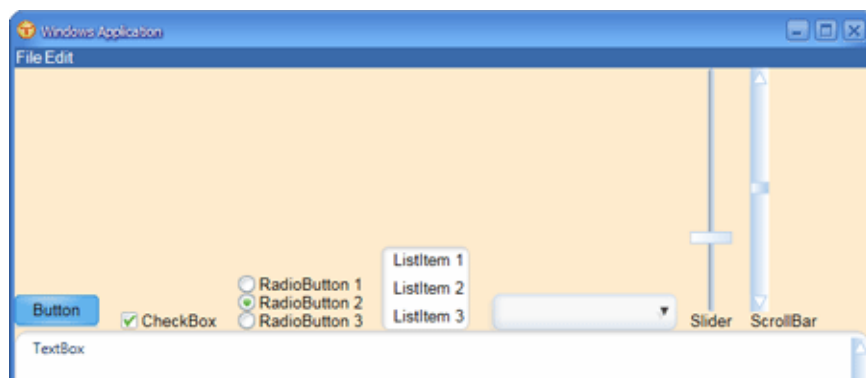 Windows Application
File Edit
Button
CheckBox
RadioButton 1
RadioButton 2
RadioButton 3
ListItem 1
ListItem 2
ListItem 3
Slider
ScrollBar
TextBox